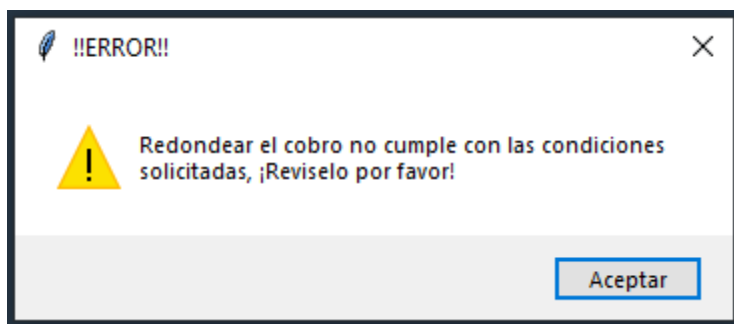 !!ERROR!!
Redondear el cobro no cumple con las condiciones
solicitadas, ¡Reviselo por favor!
Aceptar